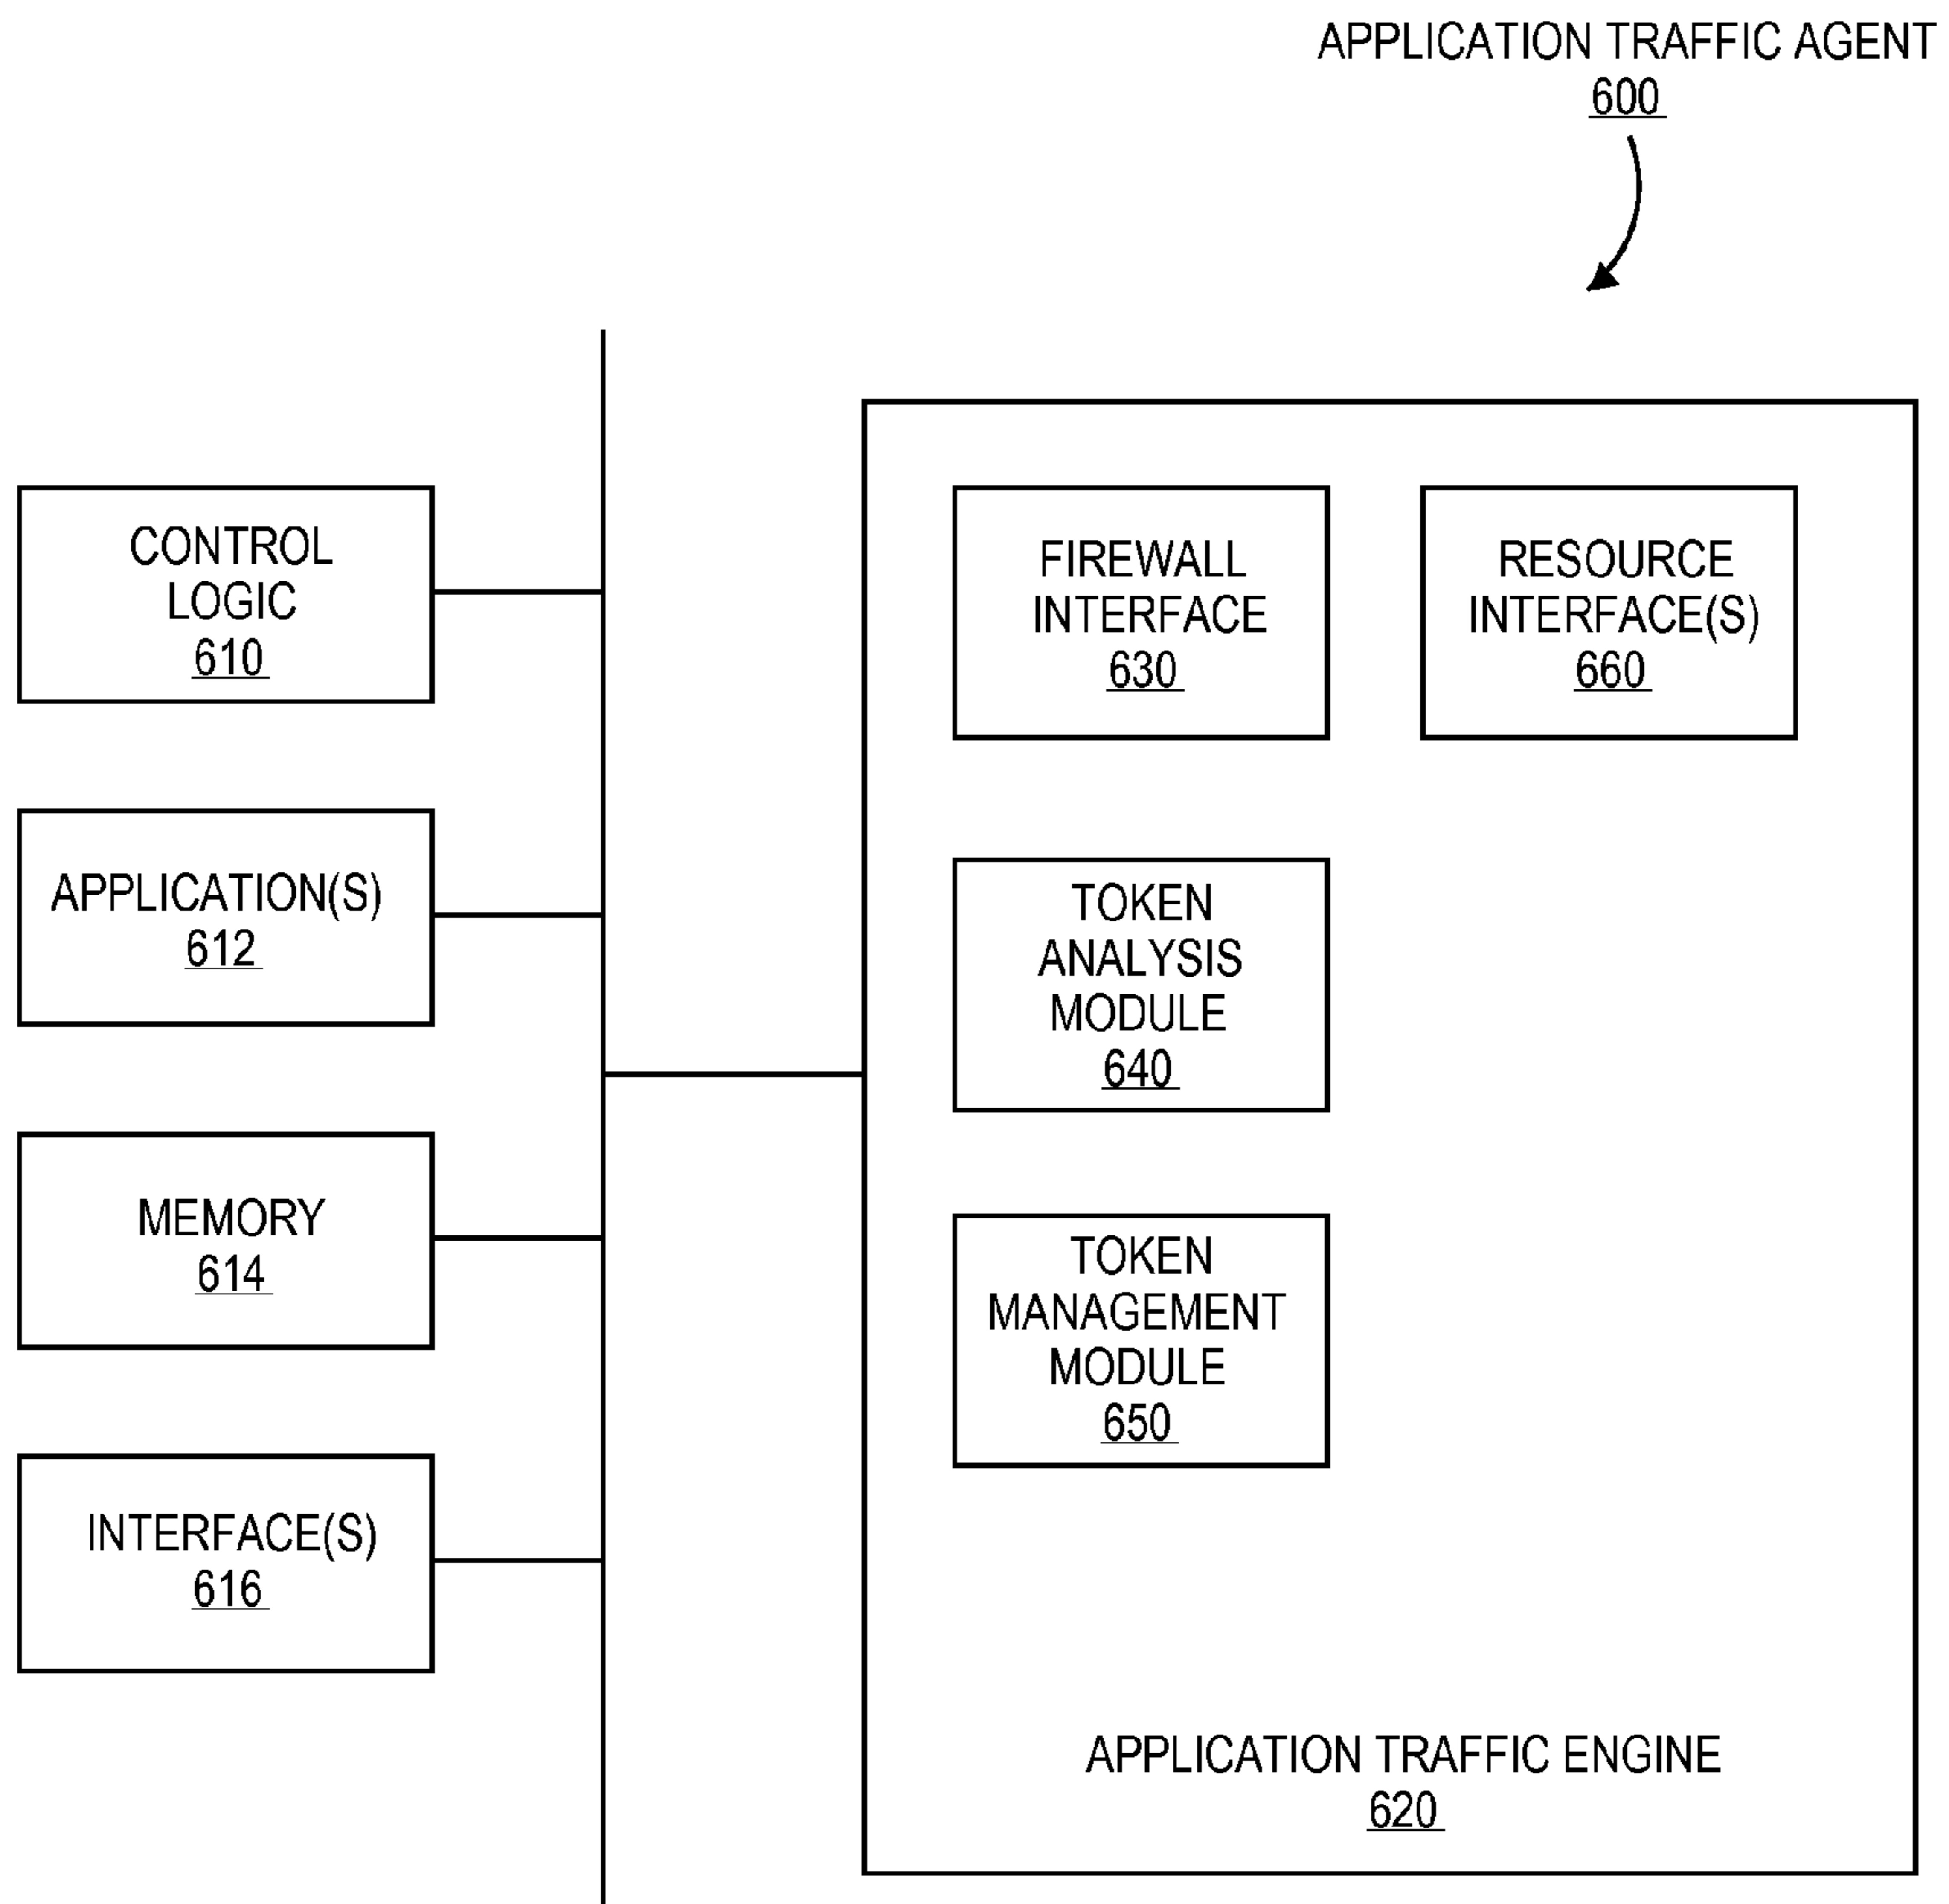 APPLICATION TRAFFIC AGENT
600
CONTROL
LOGIC
610
APPLICATION(S)
612
MEMORY
614
INTERFACE(S)
616
FIREWALL
INTERFACE
630
RESOURCE
INTERFACE(S)
660
TOKEN
ANALYSIS
MODULE
640
TOKEN
MANAGEMENT
MODULE
650
APPLICATION TRAFFIC ENGINE
620